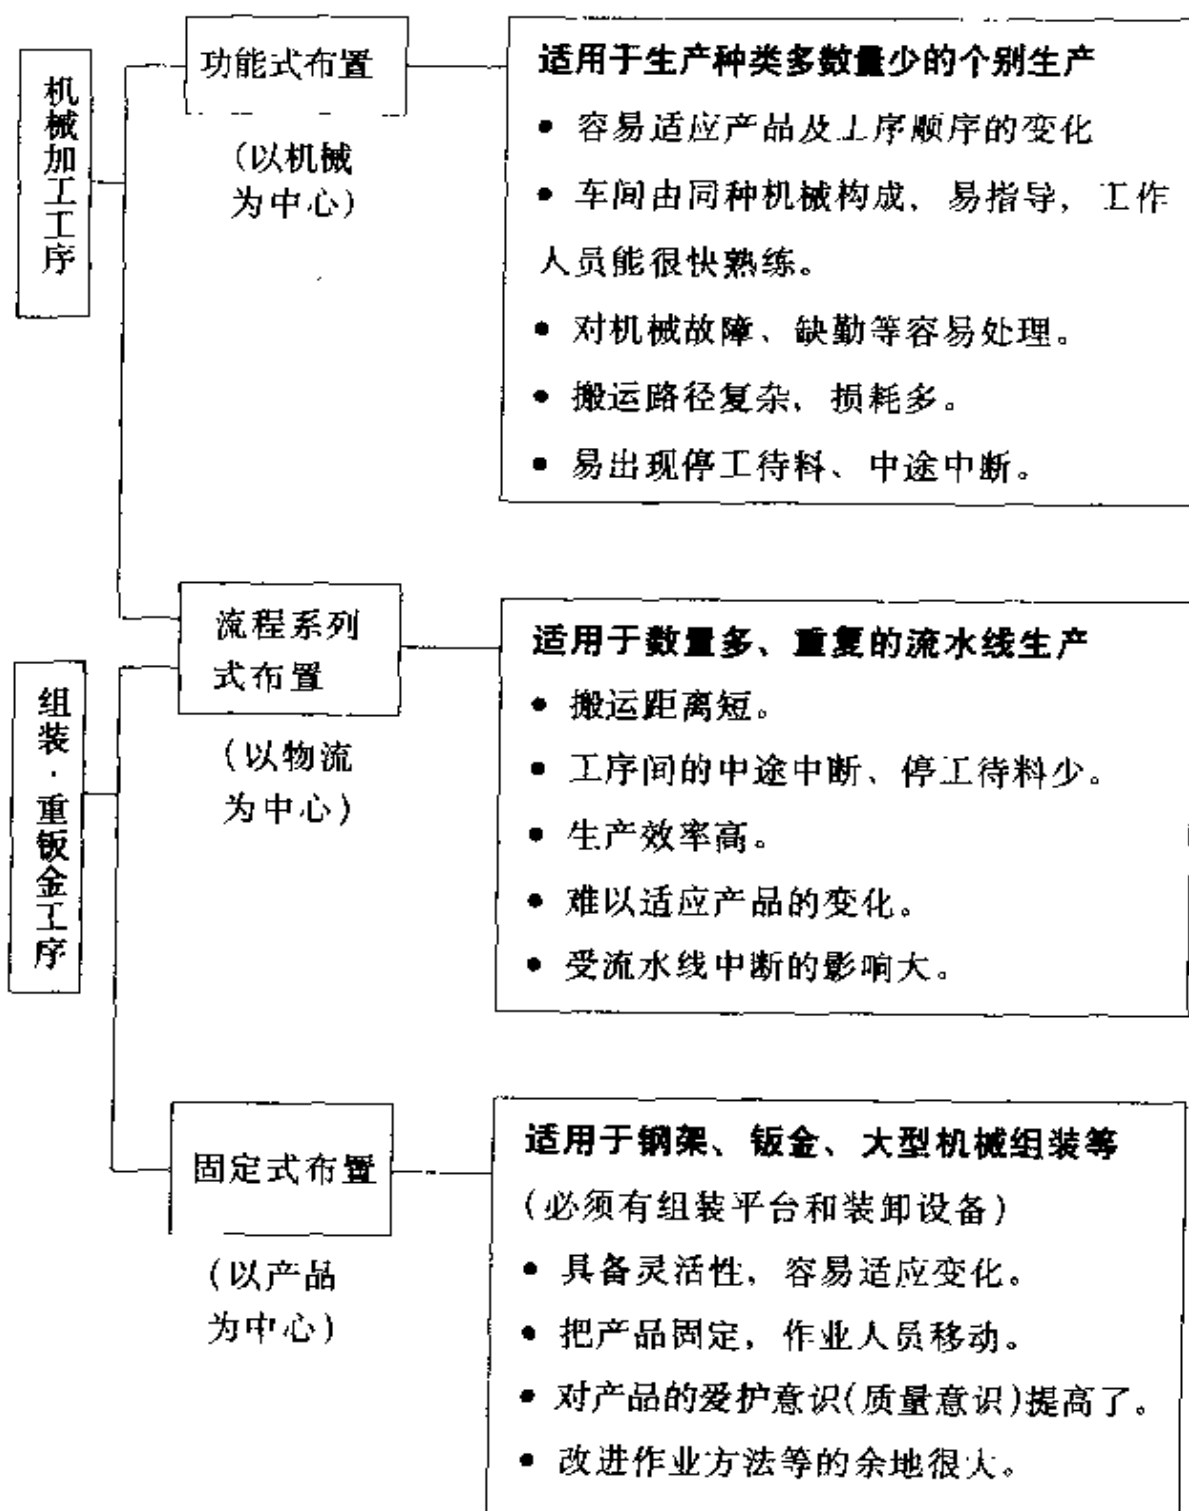 机械加工工序
功能式布置
(以机械
为中心)
适用于生产种类多数量少的个别生产
• 容易适应产品及工序顺序的变化
• 车间由同种机械构成，易指导，工作
人员能很快熟练。
• 对机械故障、缺勤等容易处理。
• 搬运路径复杂，损耗多。
• 易出现停工待料、中途中断。
流程系列
式布置
(以物流
为中心)
适用于数量多、重复的流水线生产
• 搬运距离短。
• 工序间的中途中断、停工待料少。
• 生产效率高。
• 难以适应产品的变化。
• 受流水线中断的影响大。
组装·重钣金工序
固定式布置
(以产品
为中心)
适用于钢架、钣金、大型机械组装等
(必须有组装平台和装卸设备)
• 具备灵活性，容易适应变化。
• 把产品固定，作业人员移动。
• 对产品的爱护意识(质量意识)提高了。
• 改进作业方法等的余地很大。